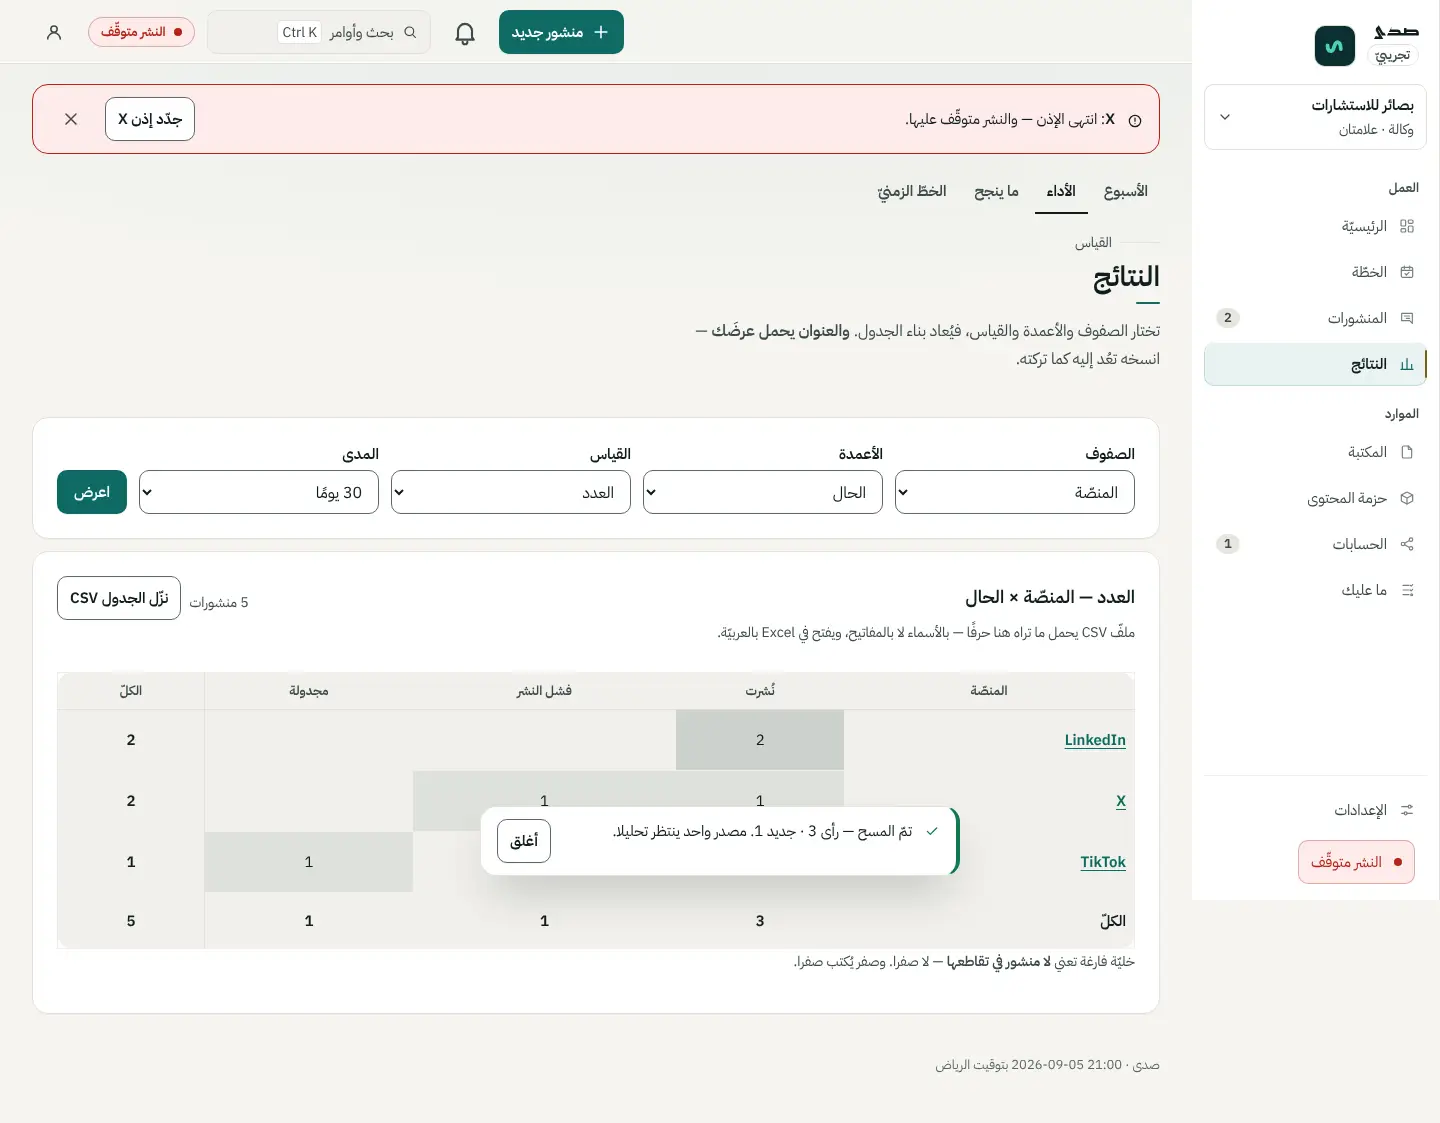 صدى
تجريبيّ
بصائر للاستشارات
وكالة · علامتان
العمل
الرئيسيّة
الخطّة
المنشورات 2
النتائج
الموارد
المكتبة
حزمة المحتوى
الحسابات 1
ما عليك
الإعدادات
النشر متوقّف
منشور جديد
بحث وأوامر Ctrl K
النشر متوقّف
X: انتهى الإذن — والنشر متوقّف عليها.
جدّد إذن X
الأسبوع الأداء ما ينجح الخطّ الزمنيّ
القياس
النتائج
تختار الصفوف والأعمدة والقياس، فيُعاد بناء الجدول. والعنوان يحمل عرضَك —
انسخه تعُد إليه كما تركته.
الصفوف الأعمدة القياس المدى
المنصّة الحال العدد 30 يومًا اعرض
العدد — المنصّة × الحال
5 منشورات نزّل الجدول CSV
ملفّ CSV يحمل ما تراه هنا حرفًا — بالأسماء لا بالمفاتيح، ويفتح في Excel بالعربيّة.
المنصّة نُشرت فشل النشر مجدولة الكلّ
LinkedIn 2 2
X 1 1 2
تمّ المسح — رأى 3 · جديد 1. مصدر واحد ينتظر تحليلا.
أغلق
TikTok 1 1
الكلّ 3 1 1 5
خليّة فارغة تعني لا منشور في تقاطعها — لا صفرا. وصفر يُكتب صفرا.
صدى · 2026-09-05 21:00 بتوقيت الرياض